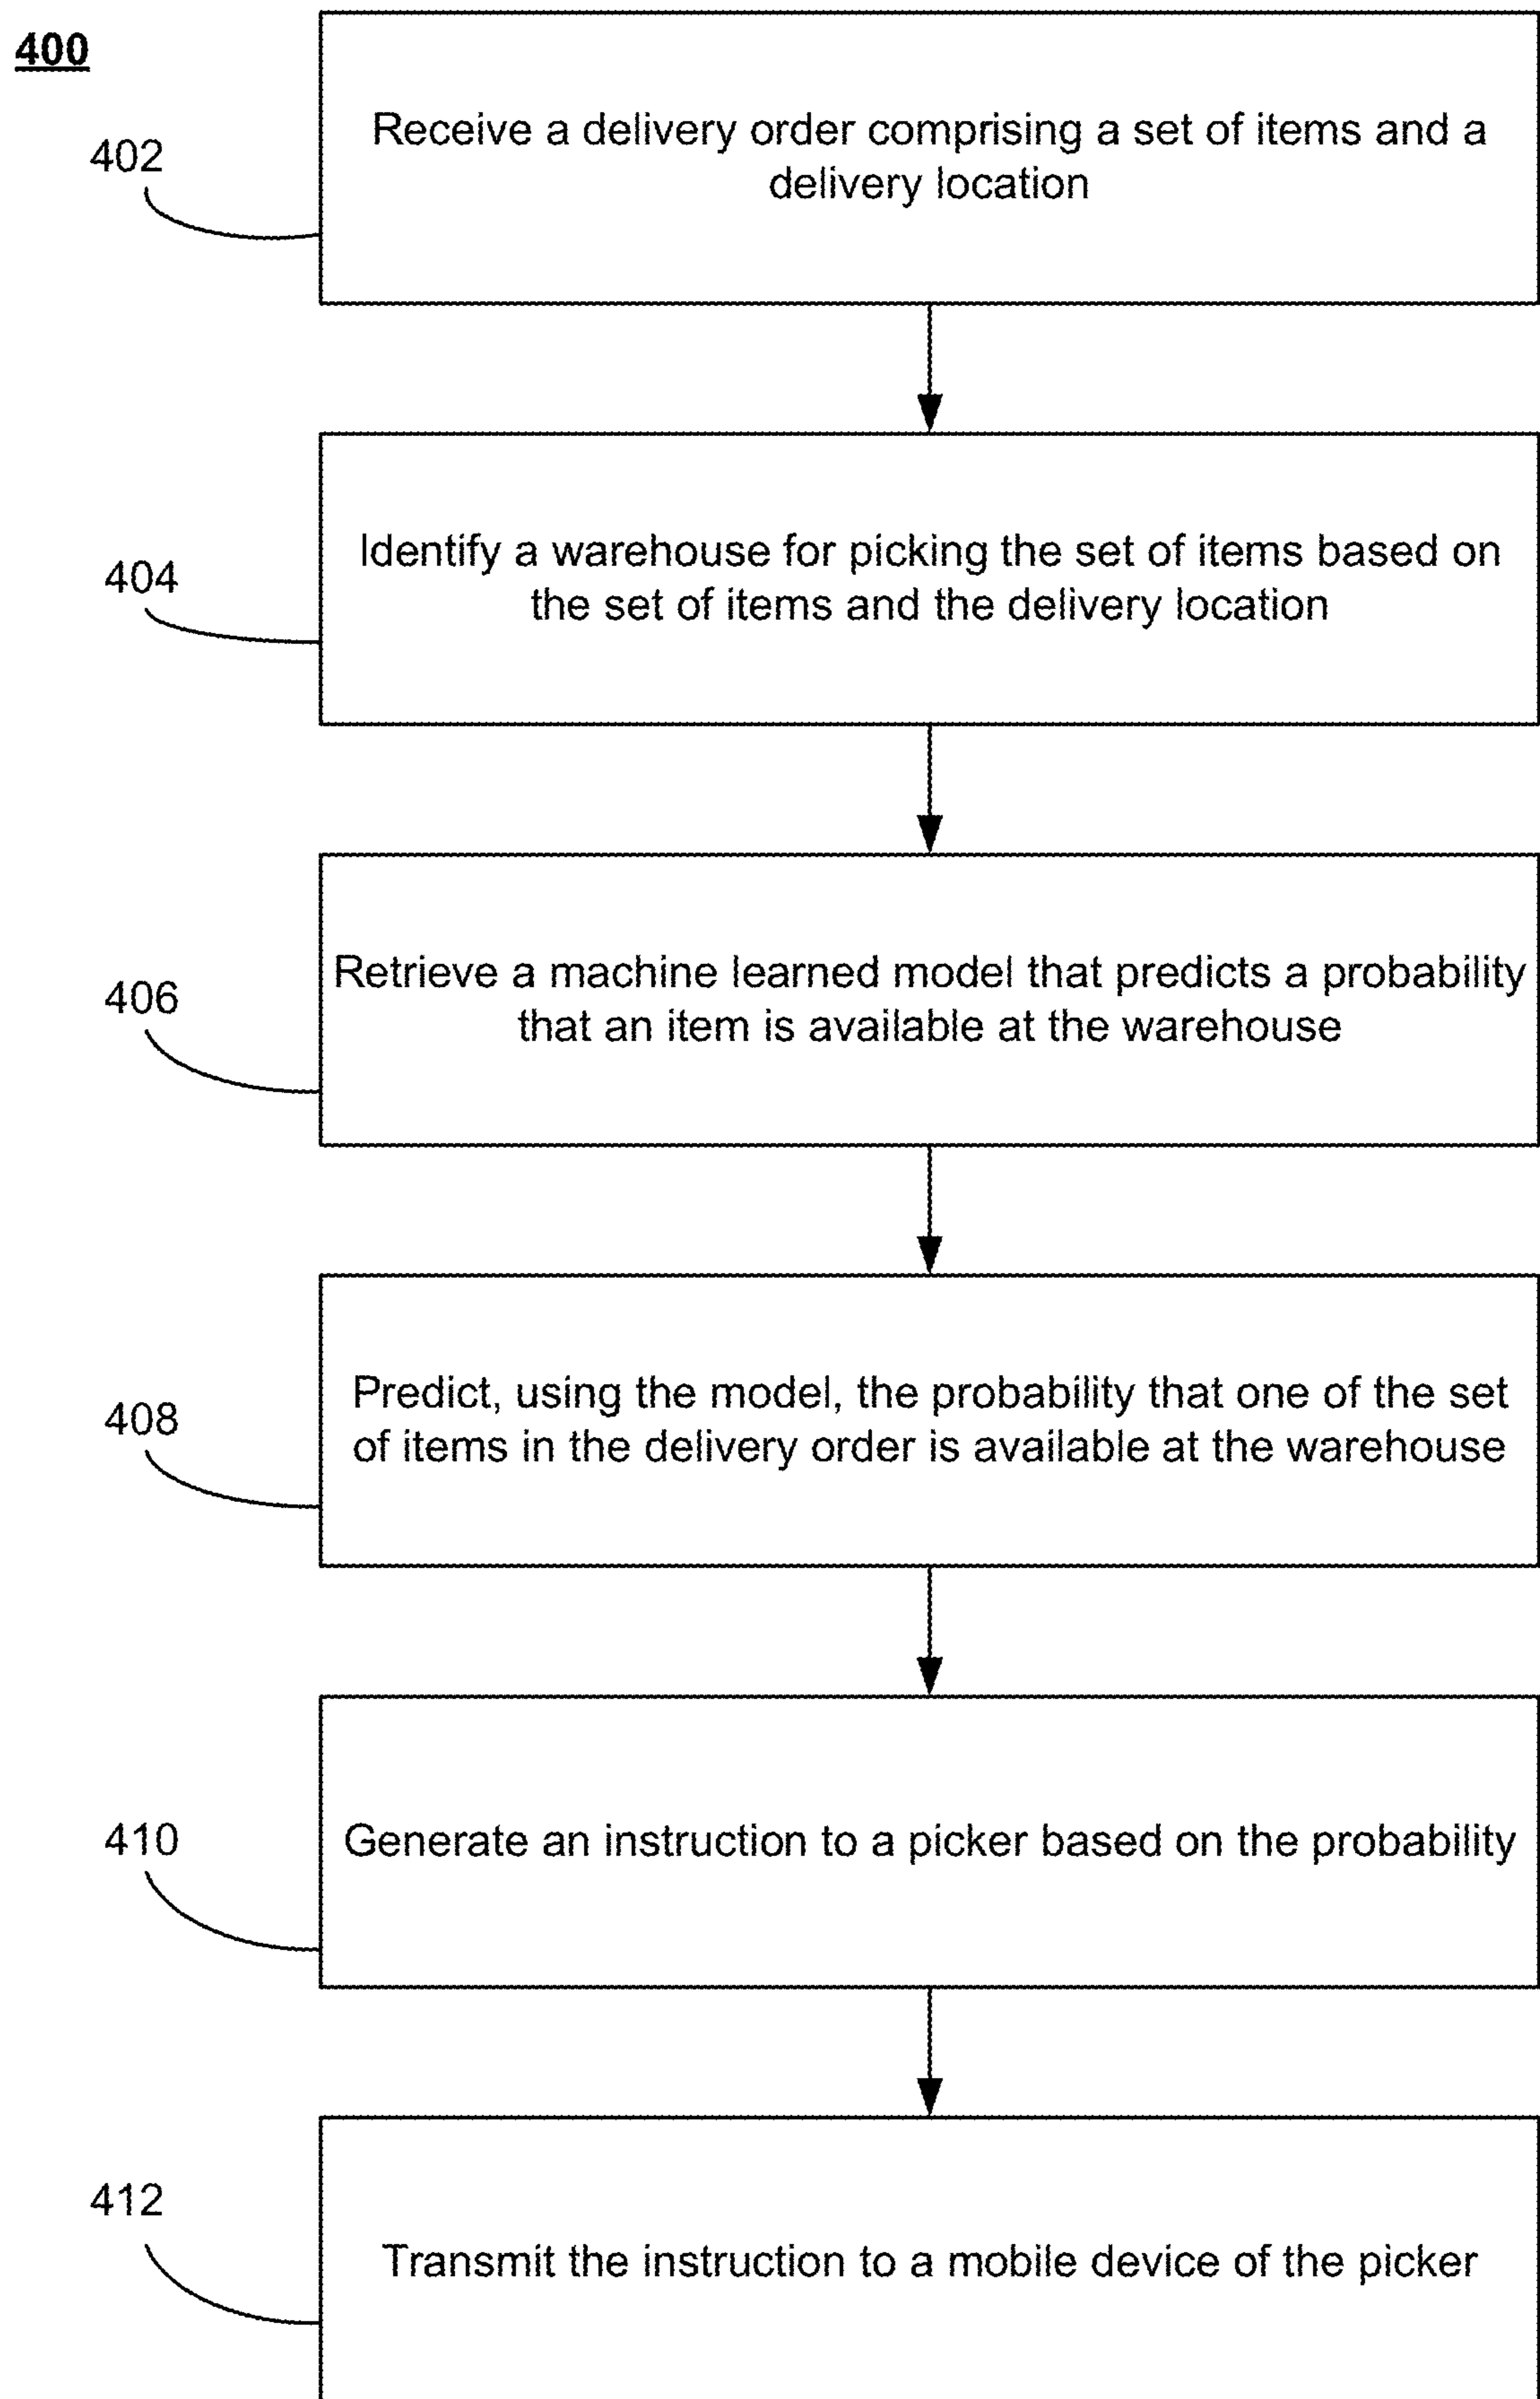 400
402
Receive a delivery order comprising a set of items and a
delivery location
404
Identify a warehouse for picking the set of items based on
the set of items and the delivery location
406
Retrieve a machine learned model that predicts a probability
that an item is available at the warehouse
408
Predict, using the model, the probability that one of the set
of items in the delivery order is available at the warehouse
410
Generate an instruction to a picker based on the probability
412
Transmit the instruction to a mobile device of the picker